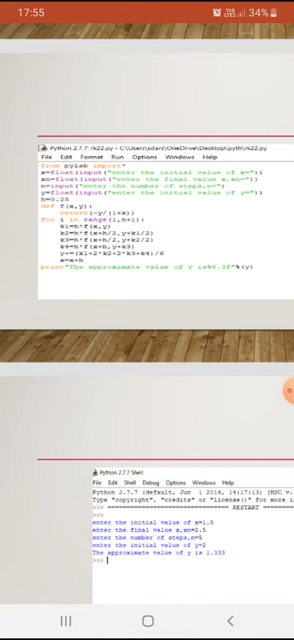 17:55
34%
Python 2.7.7: rk22.py - C:\Users\sdani\OneDrive\Desktop\pyth\rk22.py
File Edit Format Run Options Windows Help
from pylab import*
x=float(input("enter the initial value of x="))
xn=float(input("enter the final value x,xn="))
n=input("enter the number of steps,n=")
y=float(input("enter the initial value of y="))
h=0.25
def f(x,y):
return(-y/(1+x))
for i in range(1,n+1):
k1=h*f(x,y)
k2=h*f(x+h/2,y+k1/2)
k3=h*f(x+h/2,y+k2/2)
k4=h*f(x+h,y+k3)
y+=(k1+2*k2+2*k3+k4)/6
x=x+h
print"The approximate value of y is%6.3f"%(y)
Python 2.7.7 Shell
File Edit Shell Debug Options Windows Help
Python 2.7.7 (default, Jun 1 2014, 14:17:13) [MSC v.
Type "copyright", "credits" or "license()" for more i
>>> ================================ RESTART ========
>>>
enter the initial value of x=1.5
enter the final value x,xn=2.5
enter the number of steps,n=5
enter the initial value of y=2
The approximate value of y is 1.333
>>>